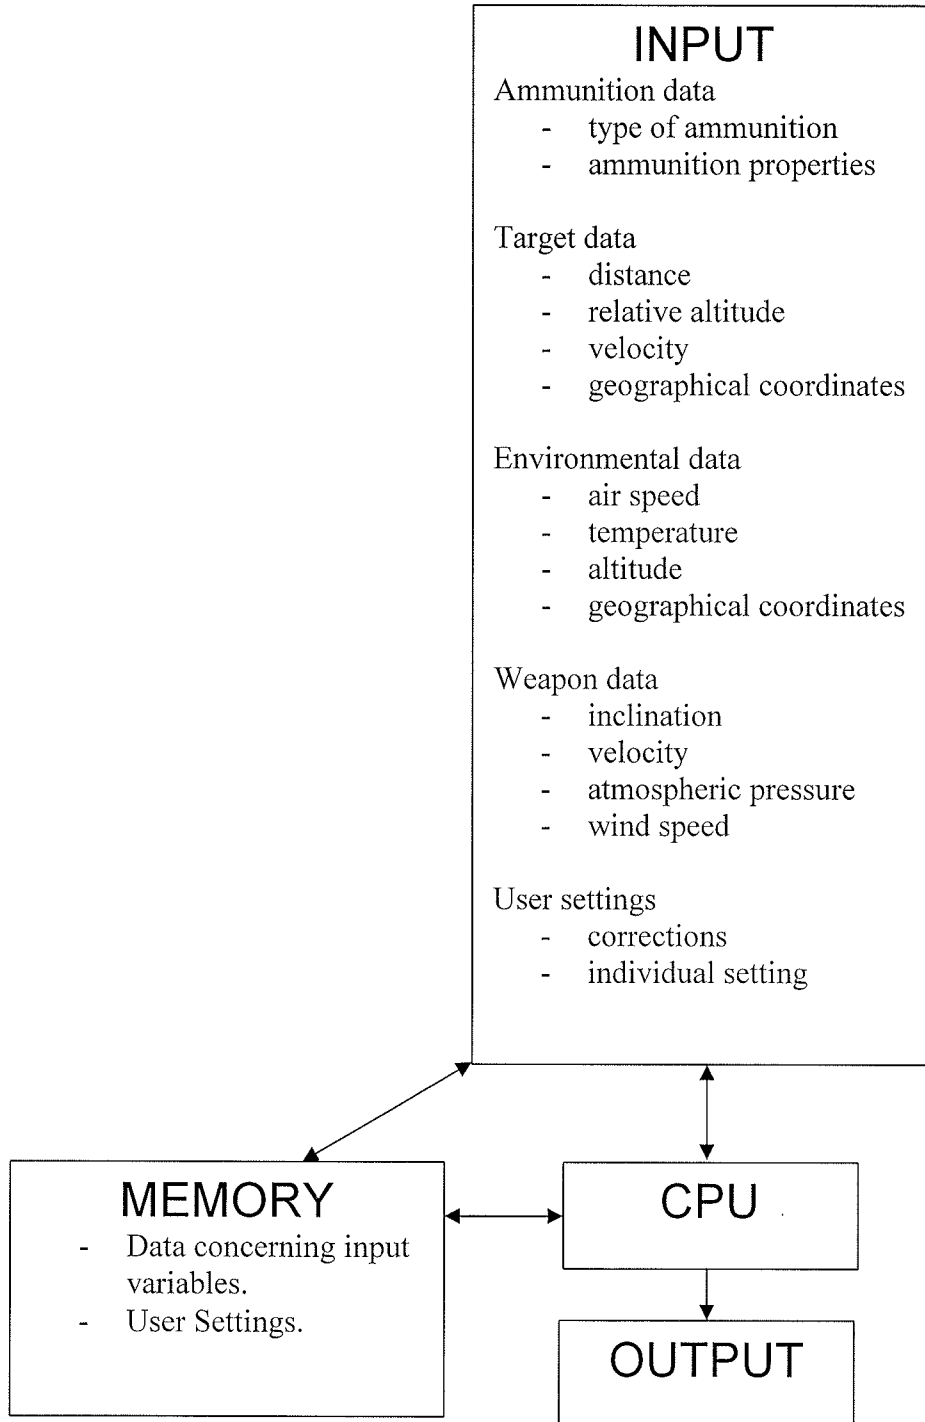 INPUT
Ammunition data
- type of ammunition
- ammunition properties
Target data
- distance
- relative altitude
- velocity
- geographical coordinates
Environmental data
- air speed
- temperature
- altitude
- geographical coordinates
Weapon data
- inclination
- velocity
- atmospheric pressure
- wind speed
User settings
- corrections
- individual setting
MEMORY
- Data concerning input
variables.
- User Settings.
CPU
OUTPUT